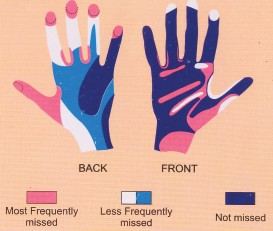 BACK FRONT
Most Frequently missed
Less Frequently missed
Not missed